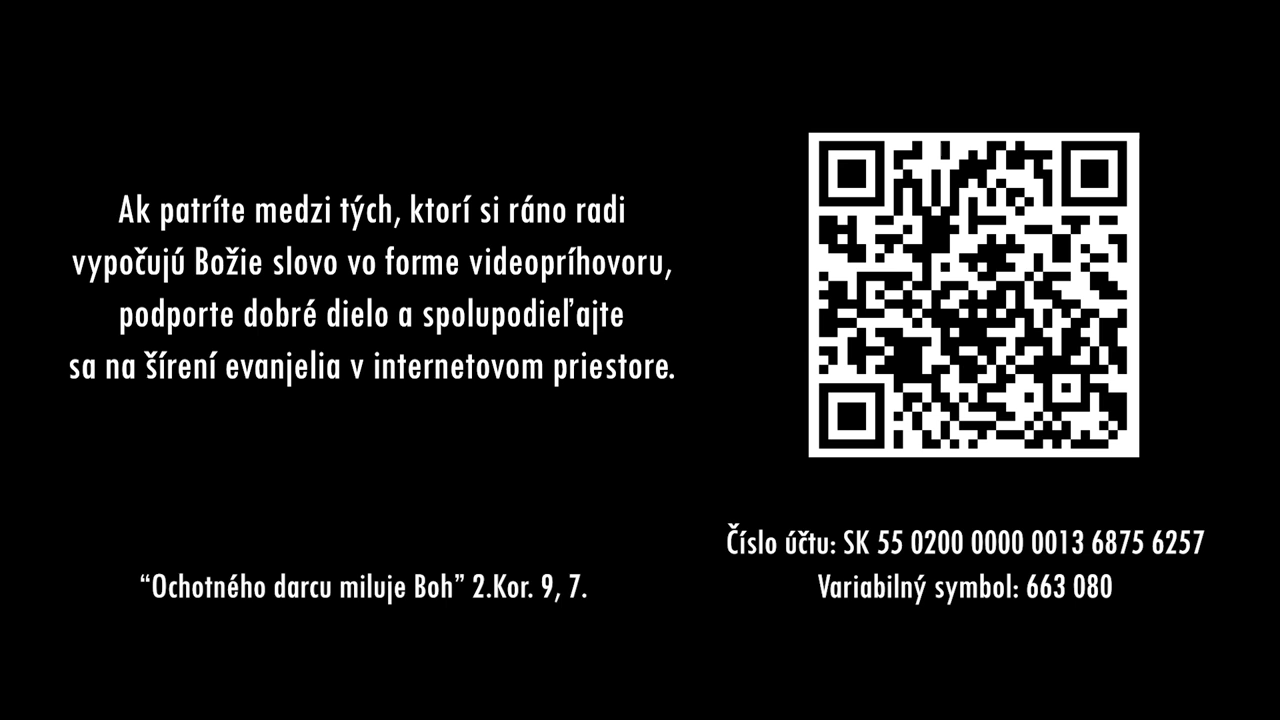 Ak patríte medzi tých, ktorí si ráno radi
vypočujú Božie slovo vo forme videopríhovoru,
podporte dobré dielo a spolupodieľajte
sa na šírení evanjelia v internetovom priestore.
“Ochotného darcu miluje Boh” 2.Kor. 9, 7.
Číslo účtu: SK 55 0200 0000 0013 6875 6257
Variabilný symbol: 663 080